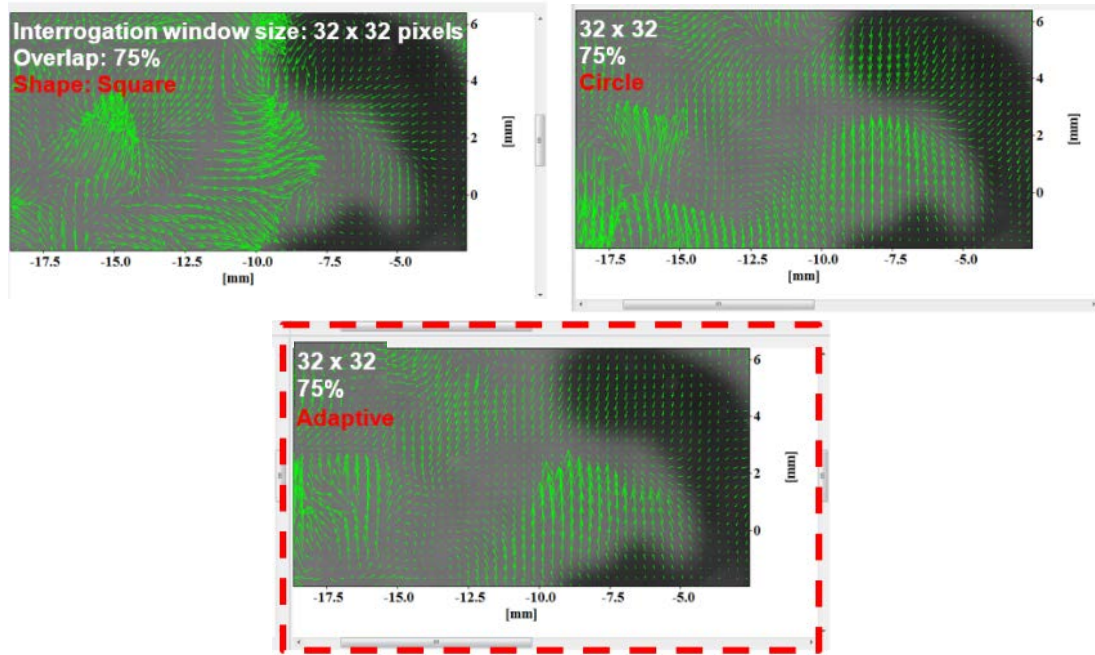 Interrogation window size: 32 x 32 pixels
Overlap: 75%
Shape: Square
6
4
2
0
[mm]
-17.5 -15.0 -12.5 -10.0 -7.5 -5.0
[mm]
32 x 32
75%
Circle
6
4
2
0
[mm]
-17.5 -15.0 -12.5 -10.0 -7.5 -5.0
[mm]
32 x 32
75%
Adaptive
6
4
2
0
[mm]
-17.5 -15.0 -12.5 -10.0 -7.5 -5.0
[mm]